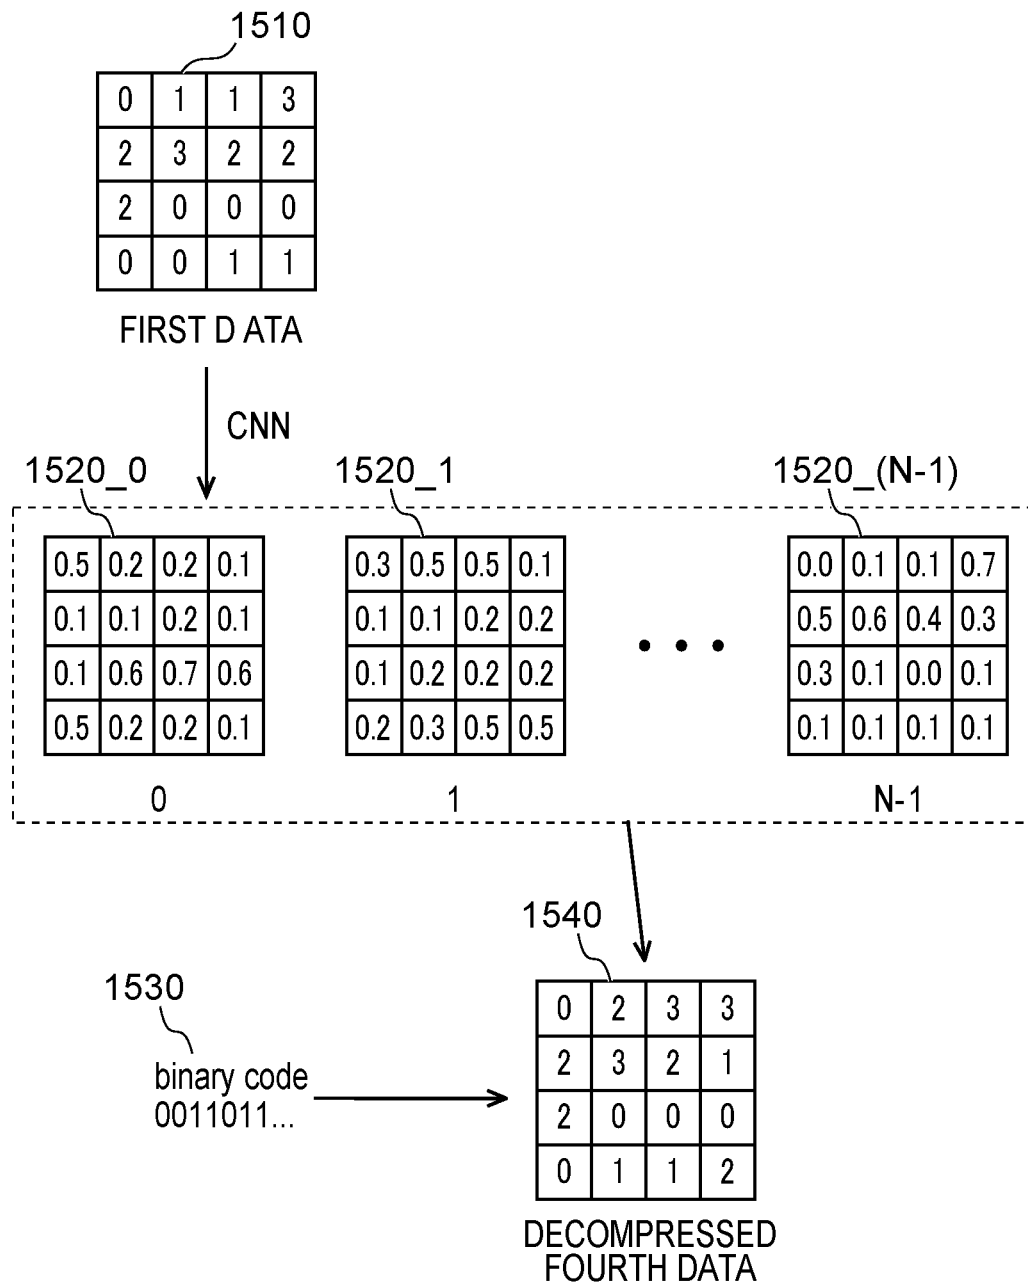 1510
0 1 1 3
2 3 2 2
2 0 0 0
0 0 1 1
FIRST D ATA
CNN
1520_0 1520_1 1520_(N-1)
0.5 0.2 0.2 0.1 0.3 0.5 0.5 0.1 0.0 0.1 0.1 0.7
0.1 0.1 0.2 0.1 0.1 0.1 0.2 0.2 0.5 0.6 0.4 0.3
0.1 0.6 0.7 0.6 0.1 0.2 0.2 0.2 0.3 0.1 0.0 0.1
0.5 0.2 0.2 0.1 0.2 0.3 0.5 0.5 0.1 0.1 0.1 0.1
0 1 N-1
1540
0 2 3 3
2 3 2 1
2 0 0 0
0 1 1 2
1530
binary code
0011011...
DECOMPRESSED
FOURTH DATA